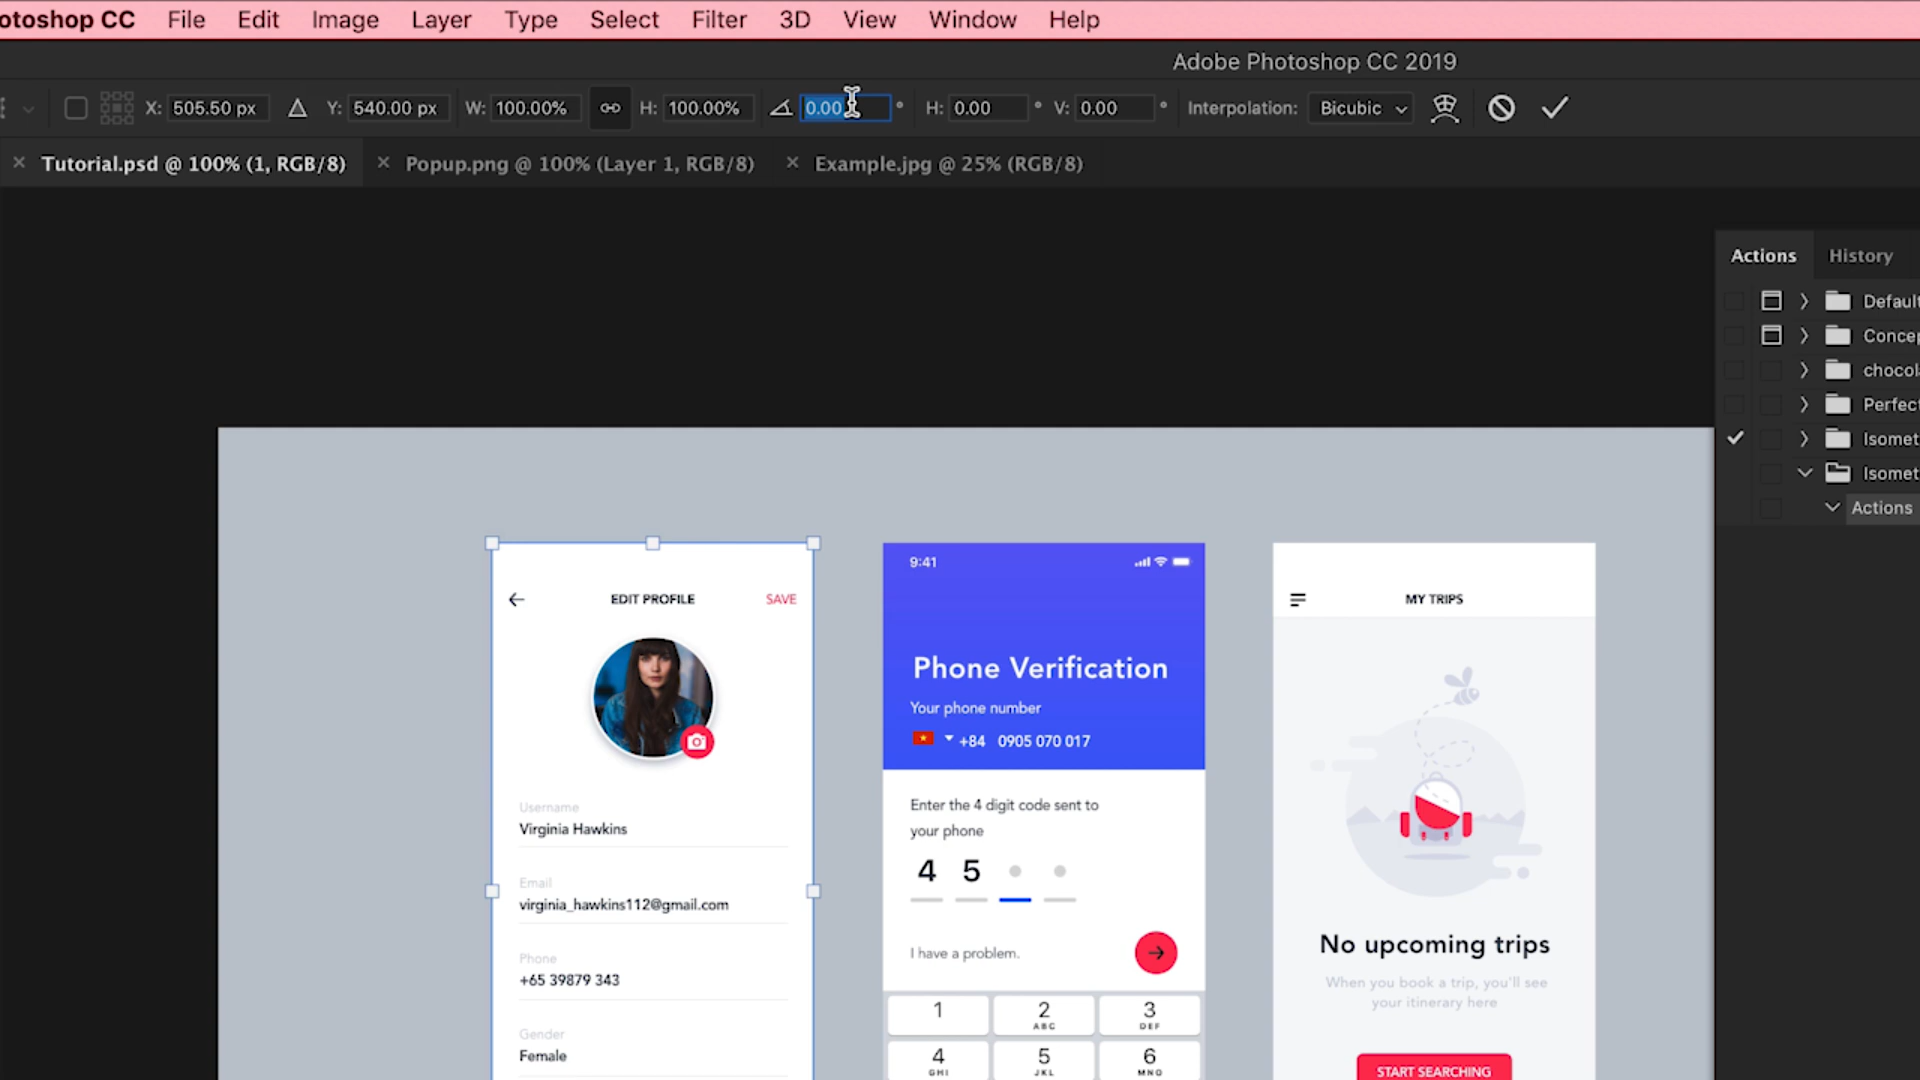 otoshop CC File Edit Image Layer Type Select Filter 3D View Window Help
Adobe Photoshop CC 2019
X: 505.50 px Y: 540.00 px W: 100.00% H: 100.00% 0.00 ° H: 0.00 ° V: 0.00 ° Interpolation: Bicubic
Tutorial.psd @ 100% (1, RGB/8) Popup.png @ 100% (Layer 1, RGB/8) Example.jpg @ 25% (RGB/8)
Actions History
Default
Concep
chocol
Perfect
Isomet
Isomet
Actions
EDIT PROFILE SAVE
Username
Virginia Hawkins
Email
virginia_hawkins112@gmail.com
Phone
+65 39879 343
Gender
Female
9:41
Phone Verification
Your phone number
+84 0905 070 017
Enter the 4 digit code sent to
your phone
4 5
I have a problem.
1 2 3
ABC DEF
4 5 6
GHI JKL MNO
MY TRIPS
No upcoming trips
When you book a trip, you'll see
your itinerary here
START SEARCHING